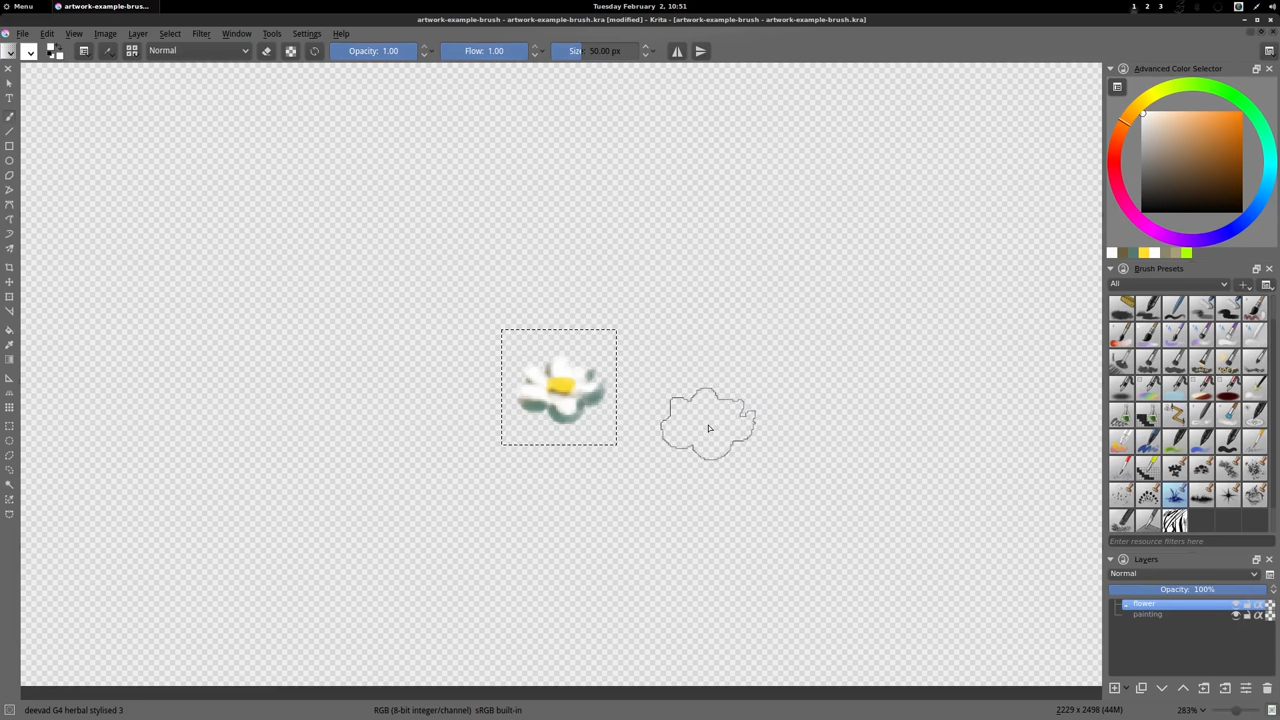 Menu
artwork-example-brus...
Tuesday February 2, 10:51
1 2 3
artwork-example-brush - artwork-example-brush.kra [modified] - Krita - [artwork-example-brush - artwork-example-brush.kra]
File Edit View Image Layer Select Filter Tools Window Settings Help
Normal
Opacity: 1.00
Flow: 1.00
Size: 50.00 px
Advanced Color Selector
Brush Presets
All
Enter resource filters here
Layers
Normal
Opacity: 100%
flower
painting
deevad G4 herbal stylised 3
RGB (8-bit integer/channel) sRGB built-in
2229 x 2498 (44M)
283%